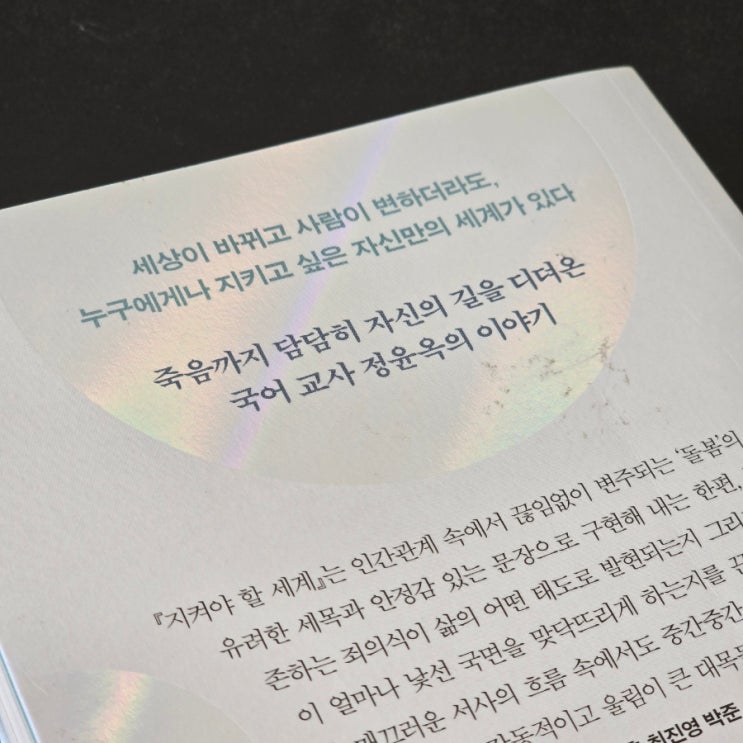 세상이 바뀌고 사람이 변하더라도,
누구에게나 지키고 싶은 자신만의 세계가 있다
죽음까지 담담히 자신의 길을 디뎌온
국어 교사 정윤옥의 이야기
『지켜야 할 세계』는 인간관계 속에서 끊임없이 변주되는 ‘돌봄’의
유려한 세목과 안정감 있는 문장으로 구현해 내는 한편,
존하는 죄의식이 삶의 어떤 태도로 발현되는지 그리
이 얼마나 낯선 국면을 맞닥뜨리게 하는지를
매끄러운 서사의 흐름 속에서도 중간중간
감동적이고 울림이 큰 대목
최진영 박준